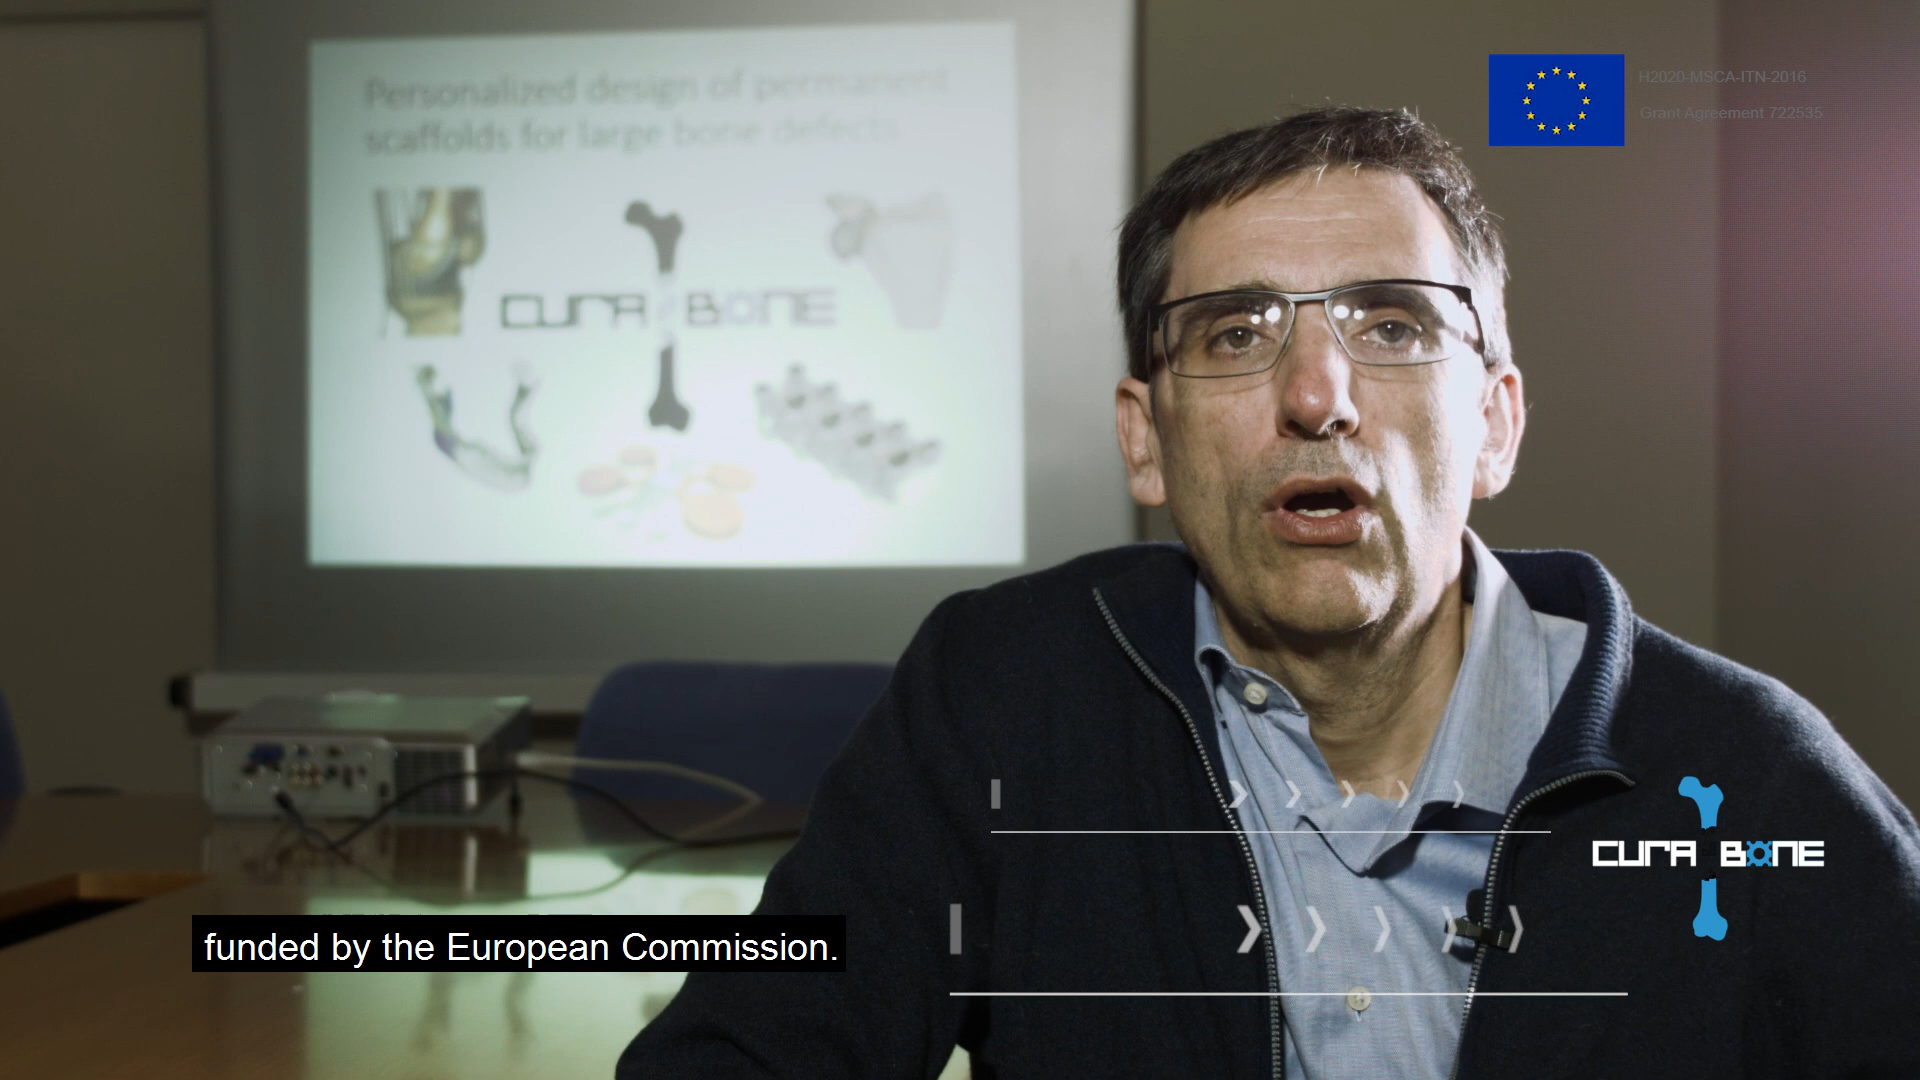 Personalized design of permanent
scaffolds for large bone defects
CURA BONE
H2020-MSCA-ITN-2016
Grant Agreement 722535
CURA BONE
funded by the European Commission.